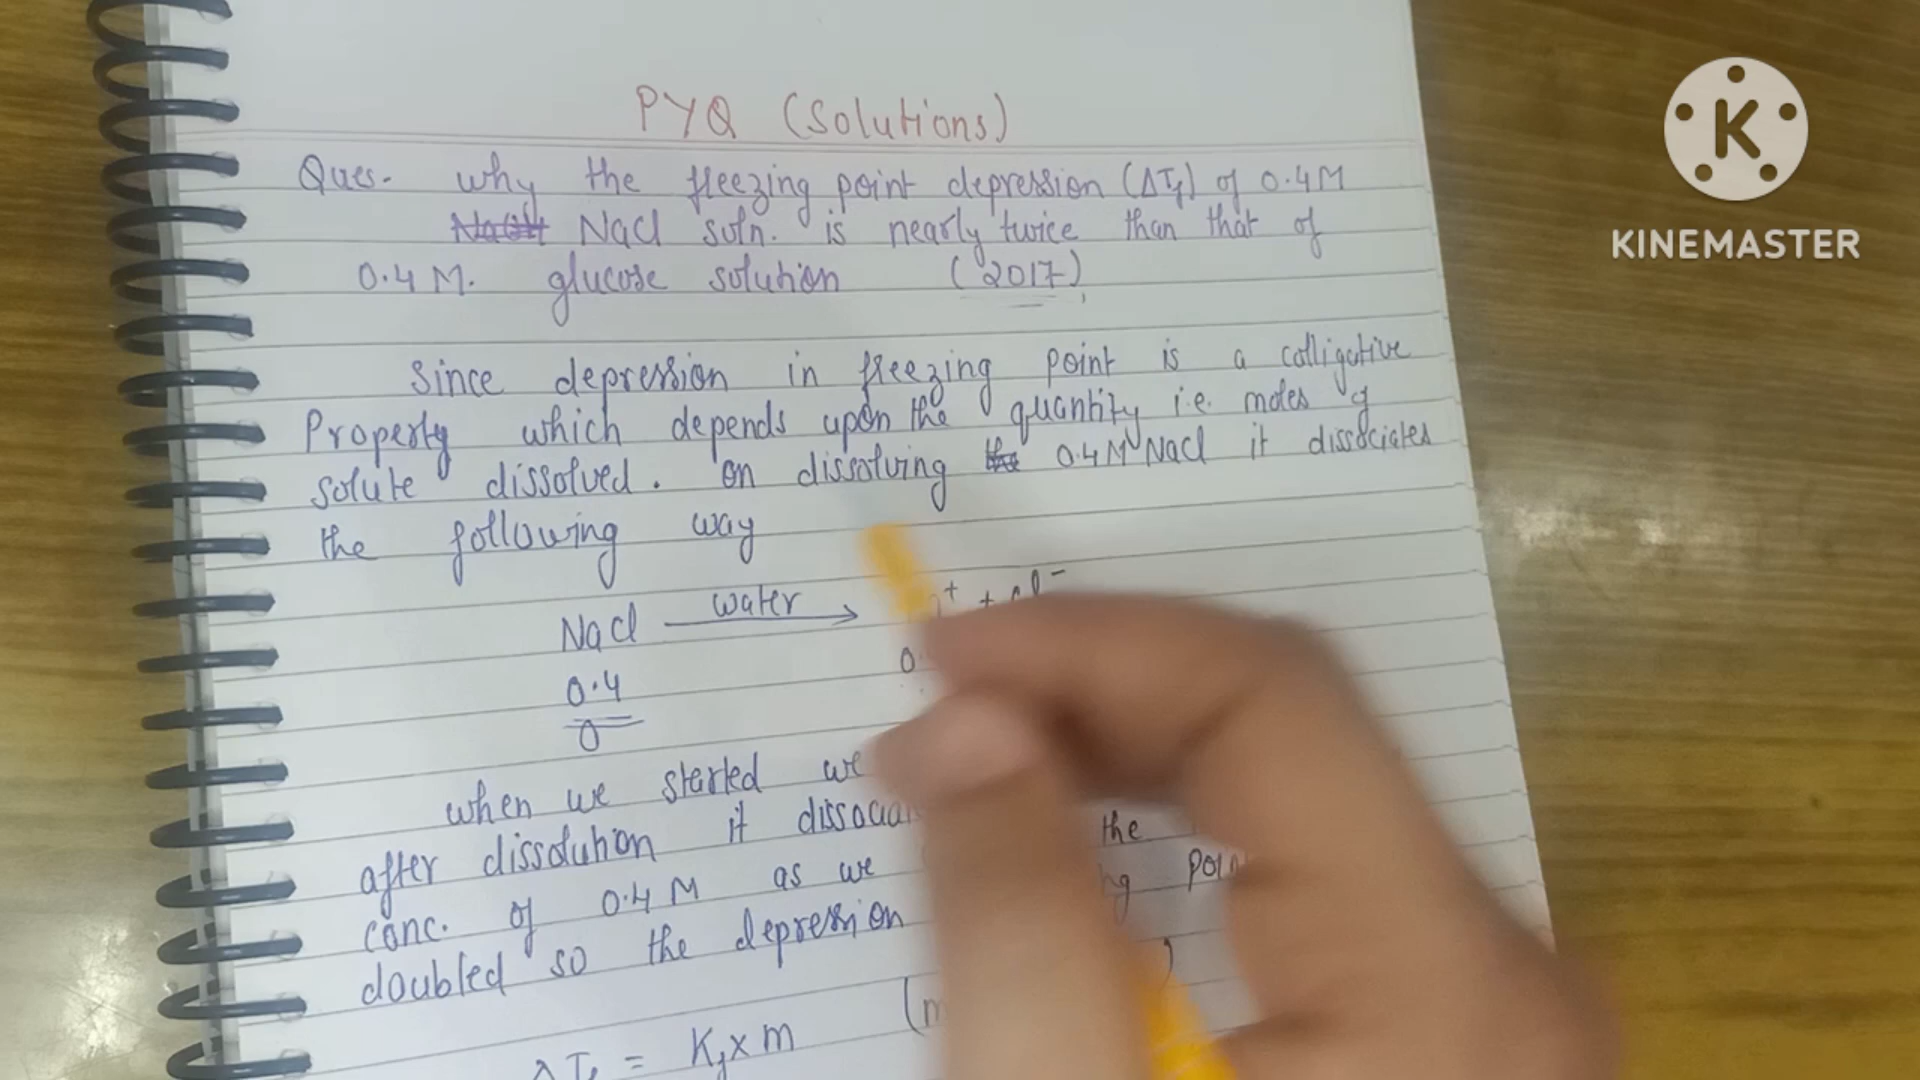 PYQ (Solutions)
Ques. why the freezing point depression (ΔTf) of 0.4M
NaCl soln. is nearly twice than that of
0.4 M. glucose solution (2017)
Since depression in freezing point is a colligative
Property which depends upon the quantity i.e. moles of
solute dissolved. on dissolving 0.4M NaCl it dissociates
the following way
NaCl water → + Cl⁻
0.4
0
when we started we
after dissolution it the
conc. of 0.4 M as we
doubled so the depression
ΔTf = Kf x m
K
KINEMASTER